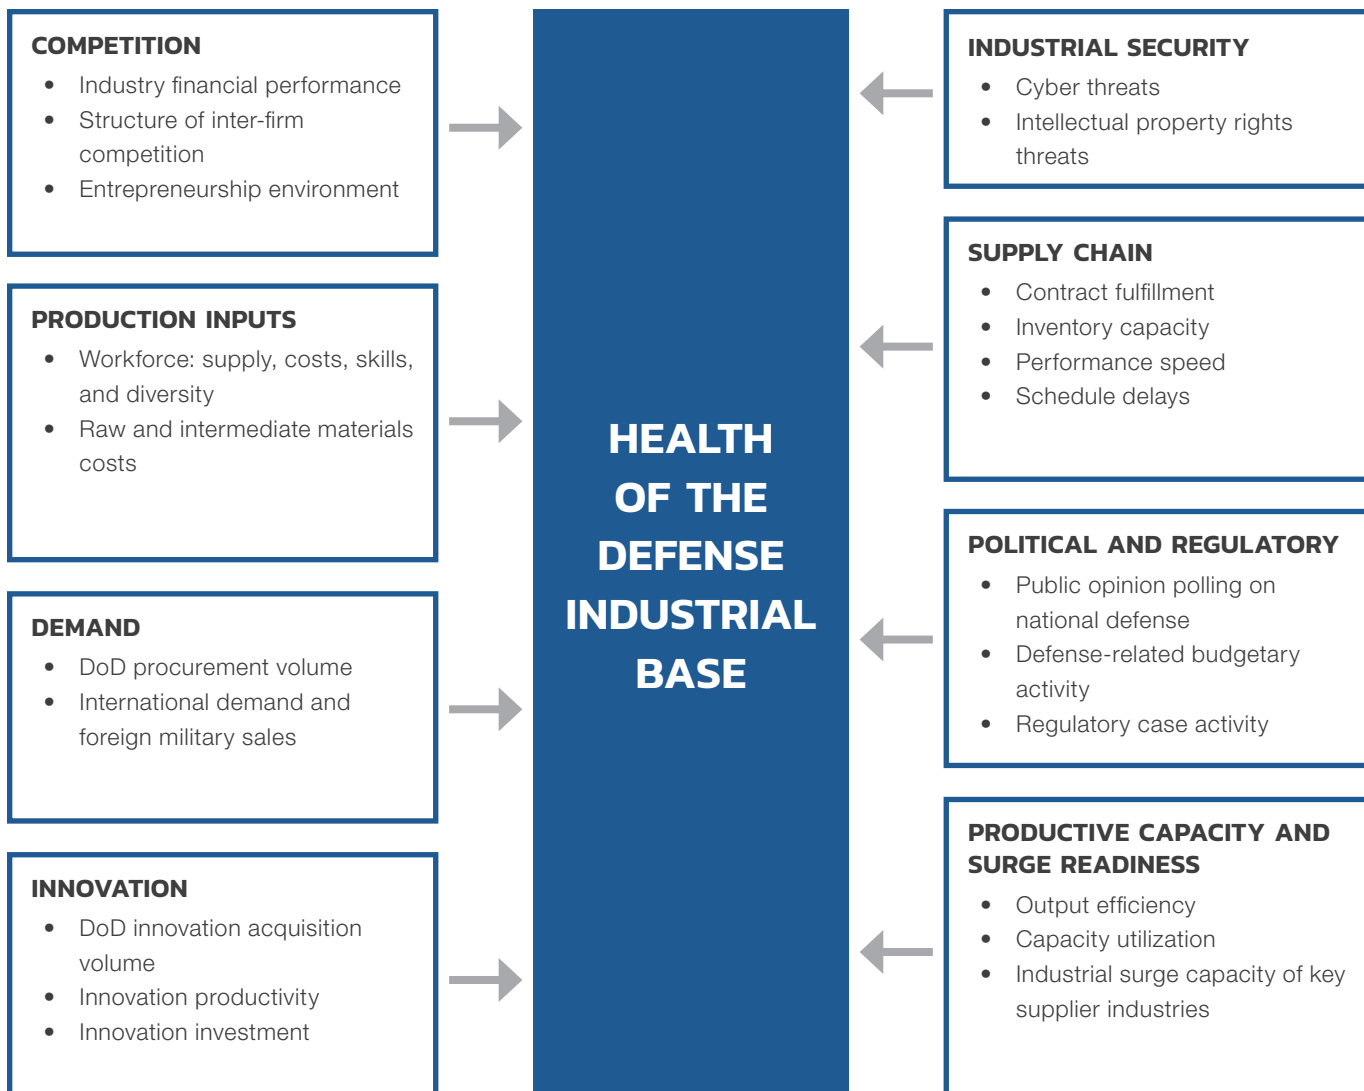 COMPETITION
• Industry financial performance
• Structure of inter-firm
competition
• Entrepreneurship environment
PRODUCTION INPUTS
• Workforce: supply, costs, skills,
and diversity
• Raw and intermediate materials
costs
DEMAND
• DoD procurement volume
• International demand and
foreign military sales
INNOVATION
• DoD innovation acquisition
volume
• Innovation productivity
• Innovation investment
HEALTH
OF THE
DEFENSE
INDUSTRIAL
BASE
INDUSTRIAL SECURITY
• Cyber threats
• Intellectual property rights
threats
SUPPLY CHAIN
• Contract fulfillment
• Inventory capacity
• Performance speed
• Schedule delays
POLITICAL AND REGULATORY
• Public opinion polling on
national defense
• Defense-related budgetary
activity
• Regulatory case activity
PRODUCTIVE CAPACITY AND
SURGE READINESS
• Output efficiency
• Capacity utilization
• Industrial surge capacity of key
supplier industries